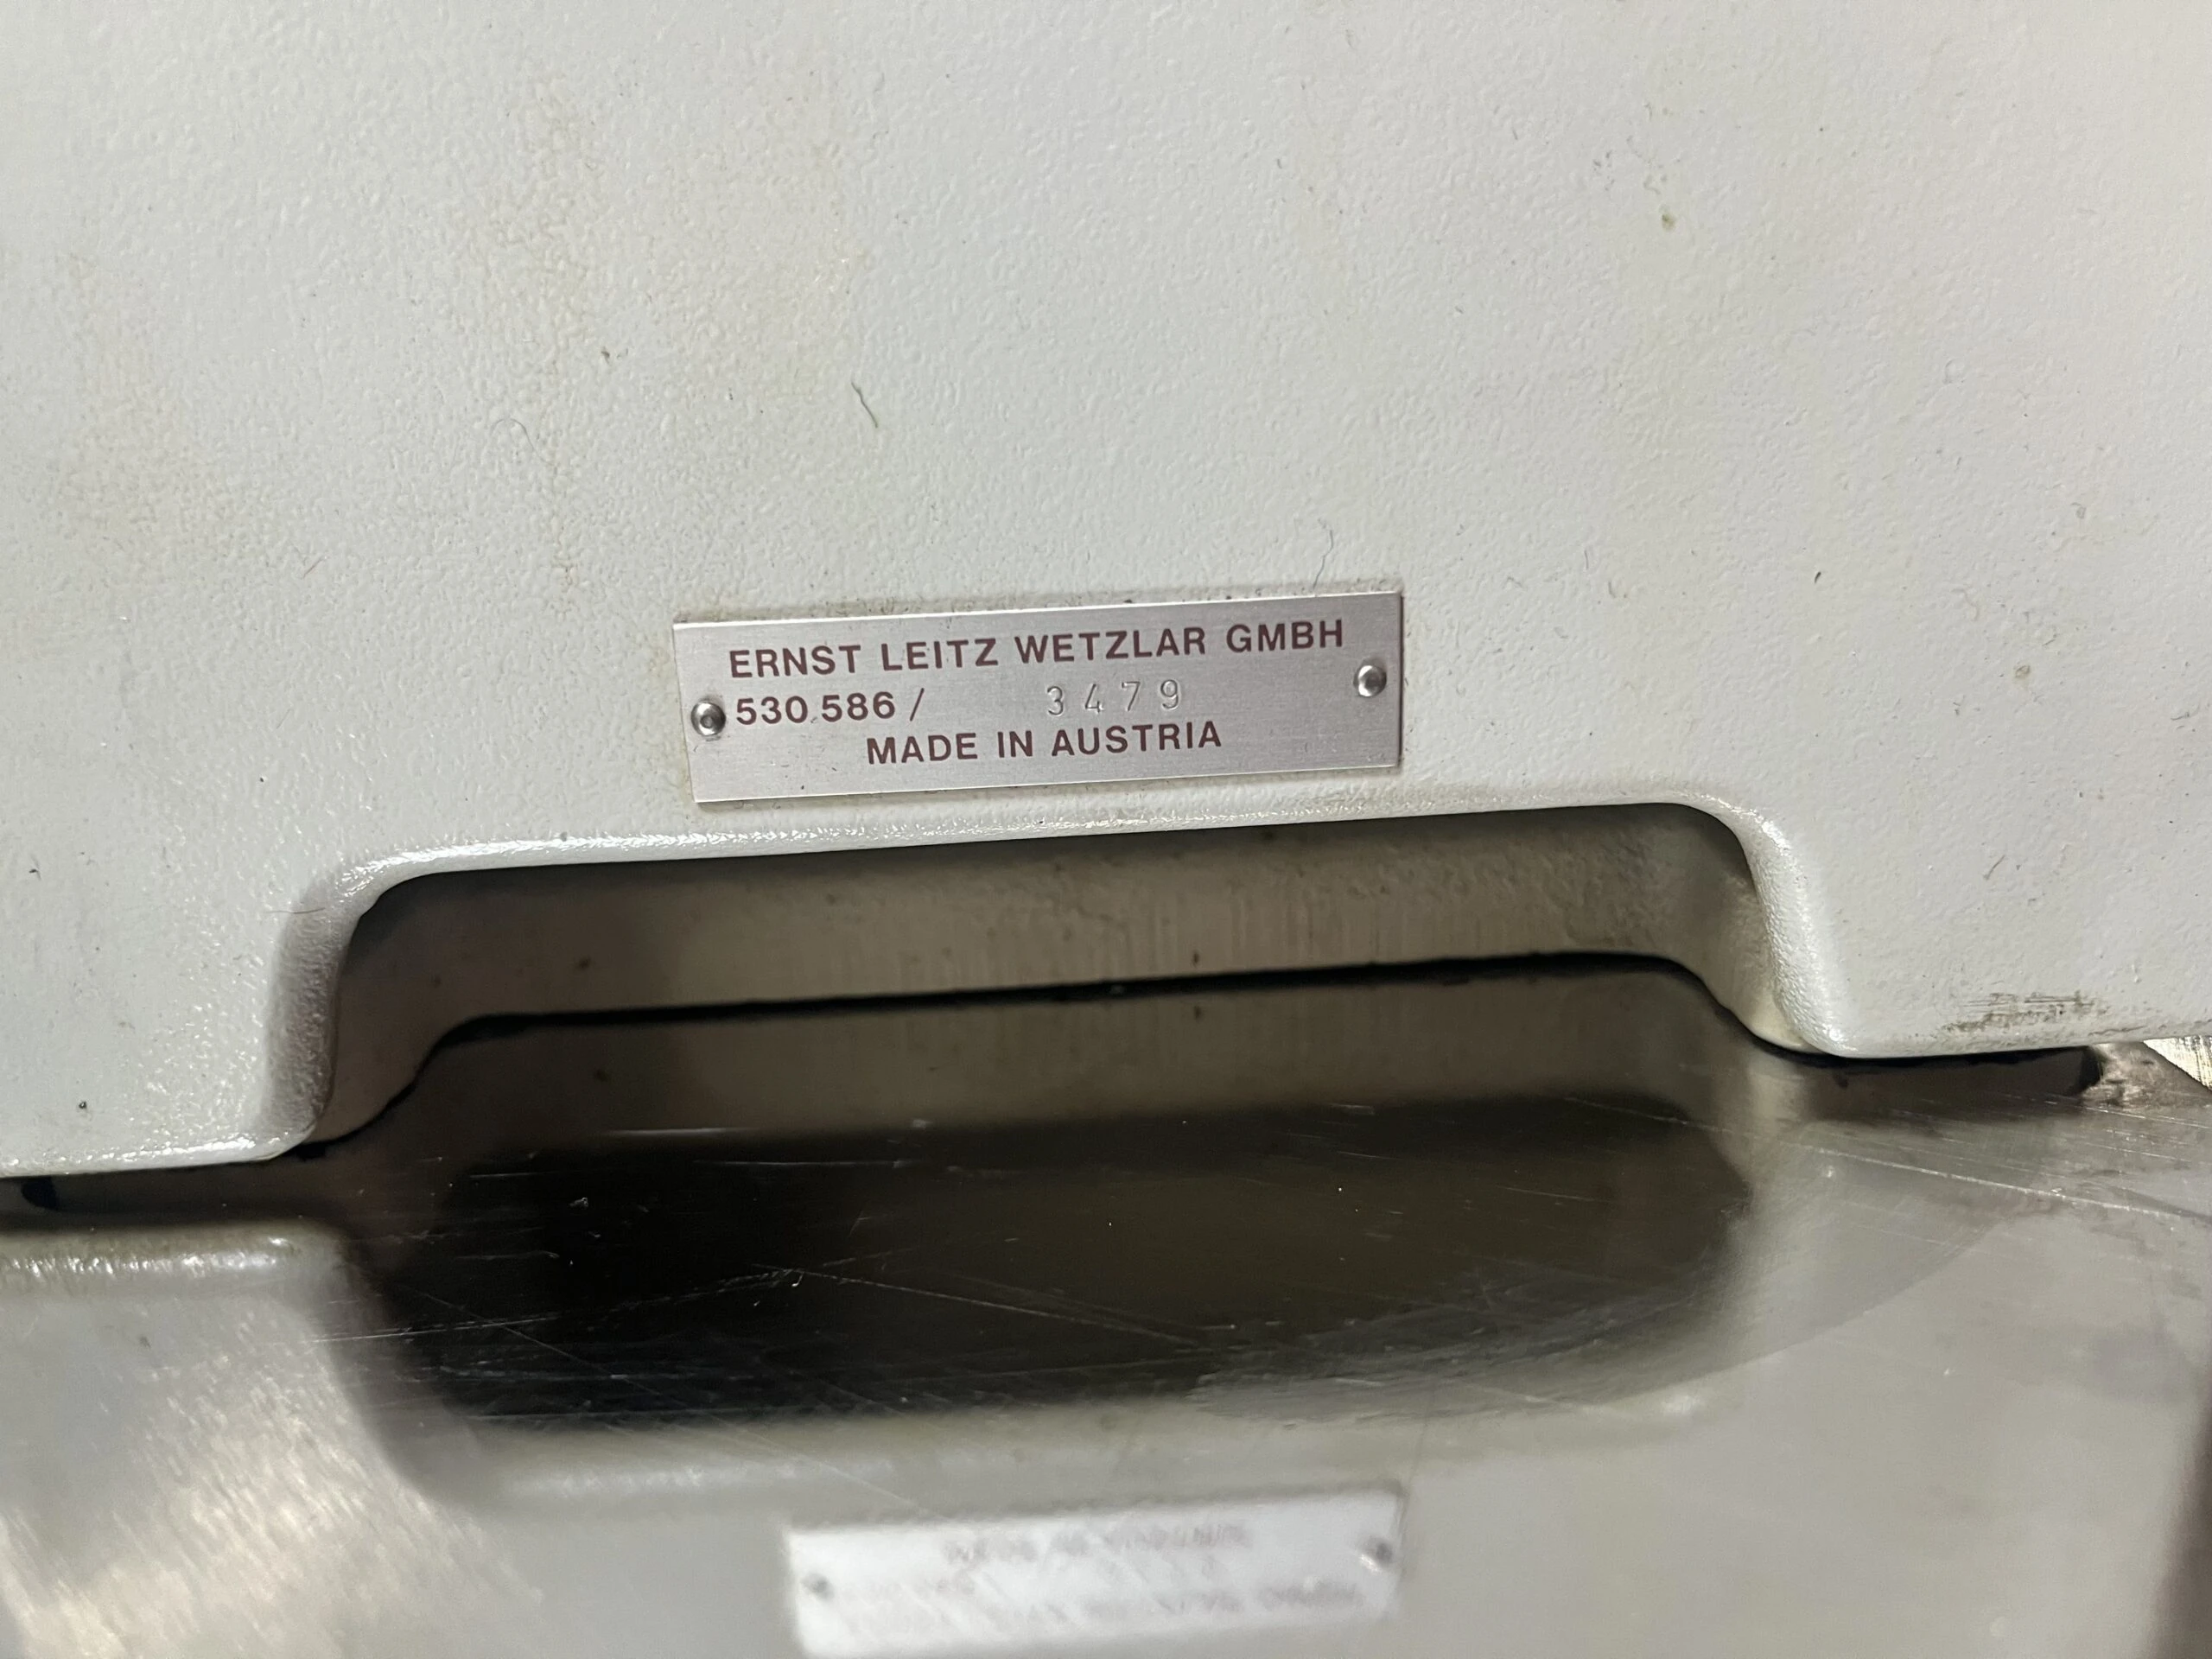 ERNST LEITZ WETZLAR GMBH
530.586 / 3479
MADE IN AUSTRIA